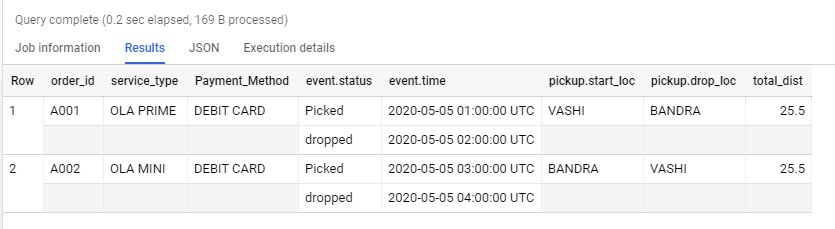 Query complete (0.2 sec elapsed, 169 B processed)
Job information Results JSON Execution details
Row order_id service_type Payment_Method event.status event.time pickup.start_loc pickup.drop_loc total_dist
1 A001 OLA PRIME DEBIT CARD Picked 2020-05-05 01:00:00 UTC VASHI BANDRA 25.5
dropped 2020-05-05 02:00:00 UTC
2 A002 OLA MINI DEBIT CARD Picked 2020-05-05 03:00:00 UTC BANDRA VASHI 25.5
dropped 2020-05-05 04:00:00 UTC